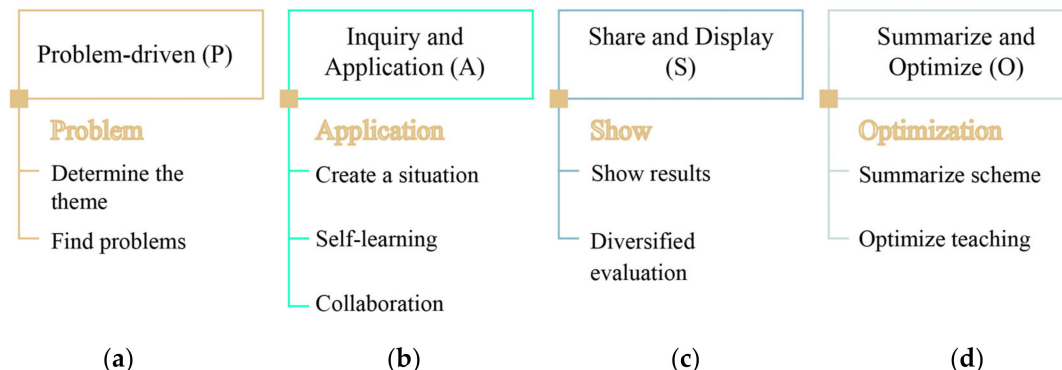 Problem-driven (P)
Problem
Determine the
theme
Find problems
(a)
Inquiry and
Application (A)
Application
Create a situation
Self-learning
Collaboration
(b)
Share and Display
(S)
Show
Show results
Diversified
evaluation
(c)
Summarize and
Optimize (O)
Optimization
Summarize scheme
Optimize teaching
(d)